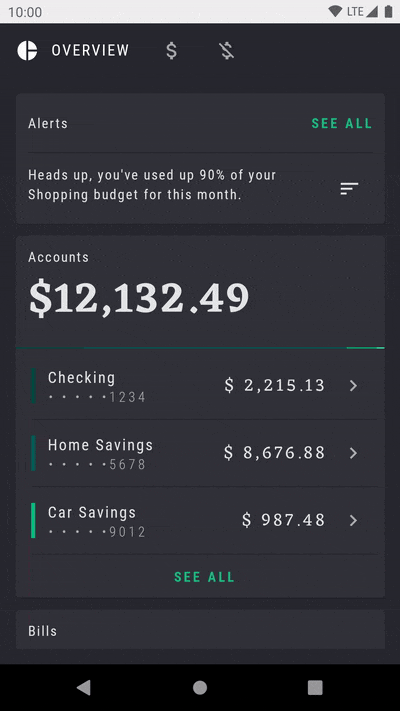 10:00
LTE
OVERVIEW
Alerts
SEE ALL
Heads up, you've used up 90% of your
Shopping budget for this month.
Accounts
$12,132.49
Checking
• • • • •1234
$ 2,215.13
Home Savings
• • • • •5678
$ 8,676.88
Car Savings
• • • • •9012
$ 987.48
SEE ALL
Bills